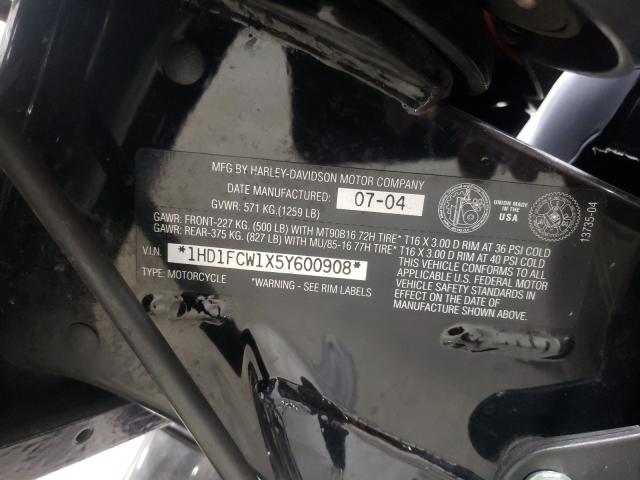 MFG BY HARLEY-DAVIDSON MOTOR COMPANY
DATE MANUFACTURED: 07-04
GVWR: 571 KG.(1259 LB)
UNION MADE IN THE USA
13735-04
GAWR: FRONT-227 KG. (500 LB) WITH MT90B16 72H TIRE* T16 X 3.00 D RIM AT 36 PSI COLD
GAWR: REAR-375 KG. (827 LB) WITH MU/85-16 77H TIRE* T16 X 3.00 D RIM AT 40 PSI COLD
V.I.N. *1HD1FCW1X5Y600908*
THIS VEHICLE CONFORMS TO ALL APPLICABLE U.S. FEDERAL MOTOR VEHICLE SAFETY STANDARDS IN EFFECT ON THE DATE OF MANUFACTURE SHOWN ABOVE.
TYPE: MOTORCYCLE
*WARNING - SEE RIM LABELS